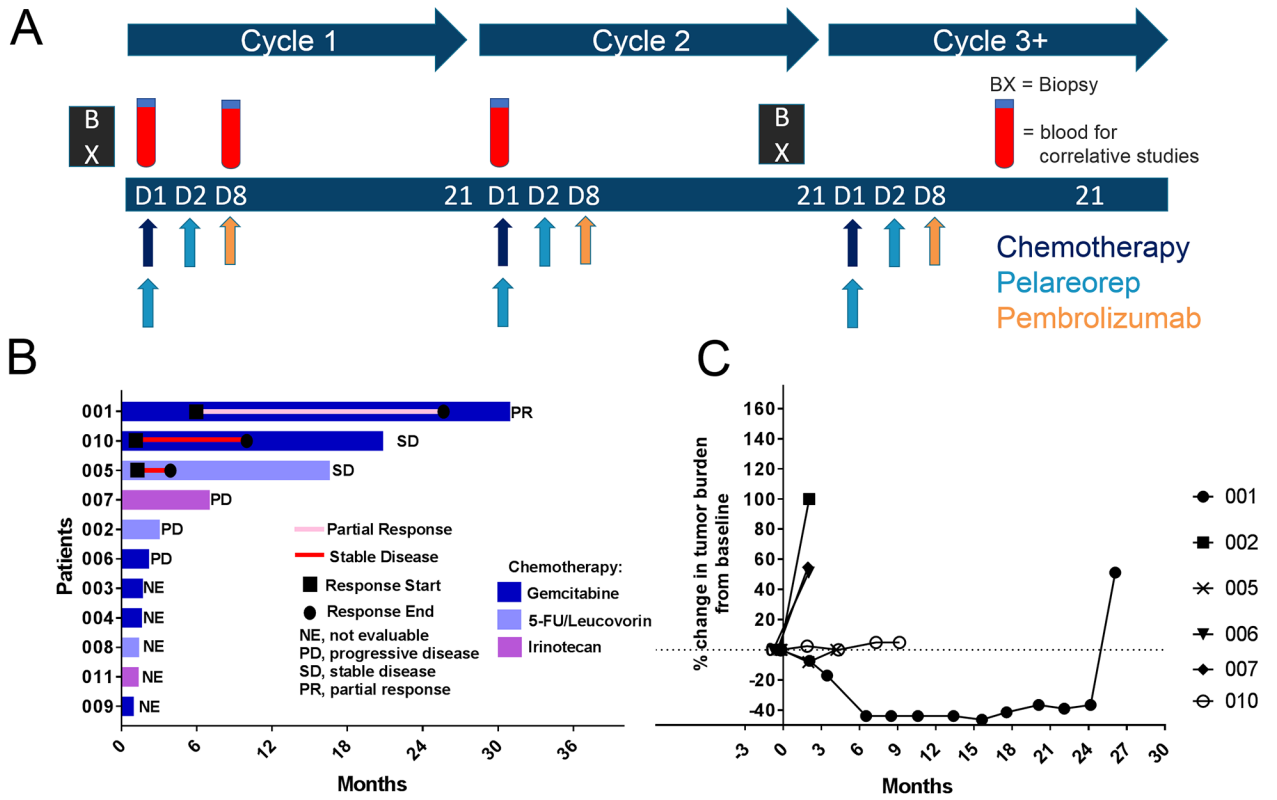 A
Cycle 1
Cycle 2
Cycle 3+
BX = Biopsy
B
X
B
X
= blood for
correlative studies
D1 D2 D8 21 D1 D2 D8 21 D1 D2 D8 21
Chemotherapy
Pelareorep
Pembrolizumab
B
Patients
001
PR
010
SD
005
SD
007
PD
002
PD
006
PD
003
NE
004
NE
008
NE
011
NE
009
NE
Partial Response
Stable Disease
Response Start
Response End
NE, not evaluable
PD, progressive disease
SD, stable disease
PR, partial response
Chemotherapy:
Gemcitabine
5-FU/Leucovorin
Irinotecan
0 6 12 18 24 30 36
Months
C
% change in tumor burden
from baseline
160
140
120
100
80
60
40
20
0
-20
-40
-3 0 3 6 9 12 15 18 21 24 27 30
Months
001
002
005
006
007
010